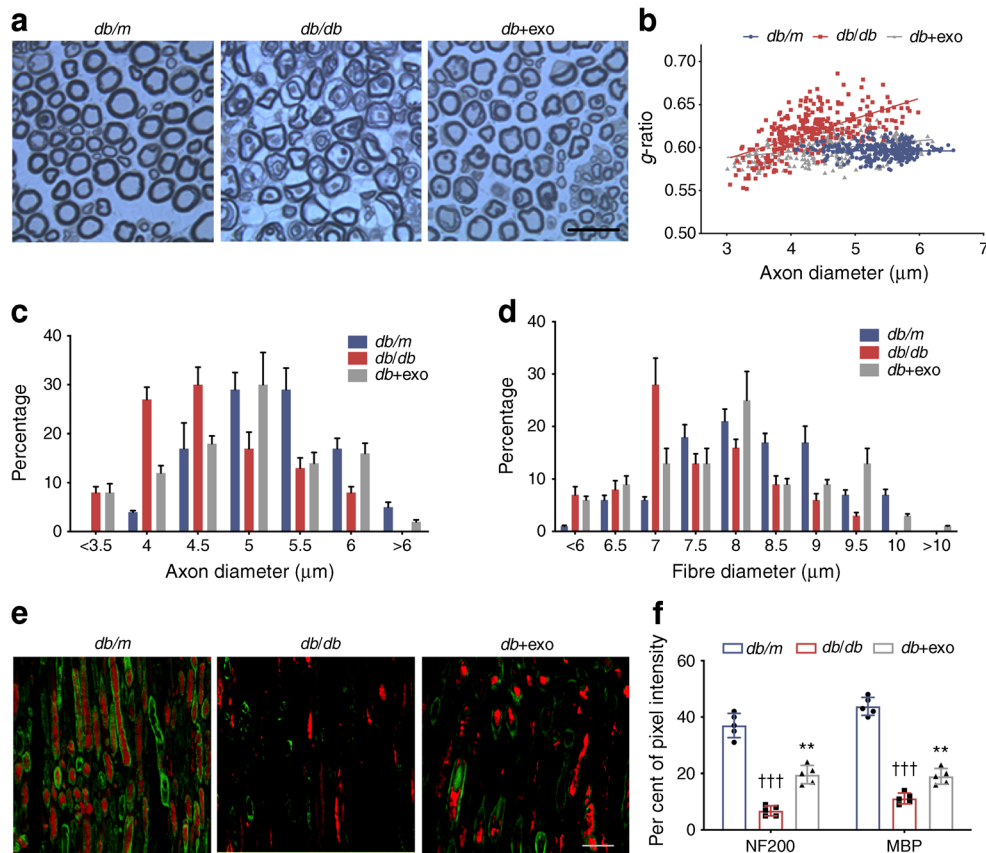 a
db/m
db/db
db+exo
b
db/m
db/db
db+exo
g-ratio
0.70
0.65
0.60
0.55
0.50
3
4
5
6
7
Axon diameter (μm)
c
Percentage
40
30
20
10
0
db/m
db/db
db+exo
<3.5
4
4.5
5
5.5
6
>6
Axon diameter (μm)
d
Percentage
40
30
20
10
0
db/m
db/db
db+exo
<6
6.5
7
7.5
8
8.5
9
9.5
10
>10
Fibre diameter (μm)
e
db/m
db/db
db+exo
f
db/m
db/db
db+exo
Per cent of pixel intensity
60
40
20
0
†††
**
†††
**
NF200
MBP